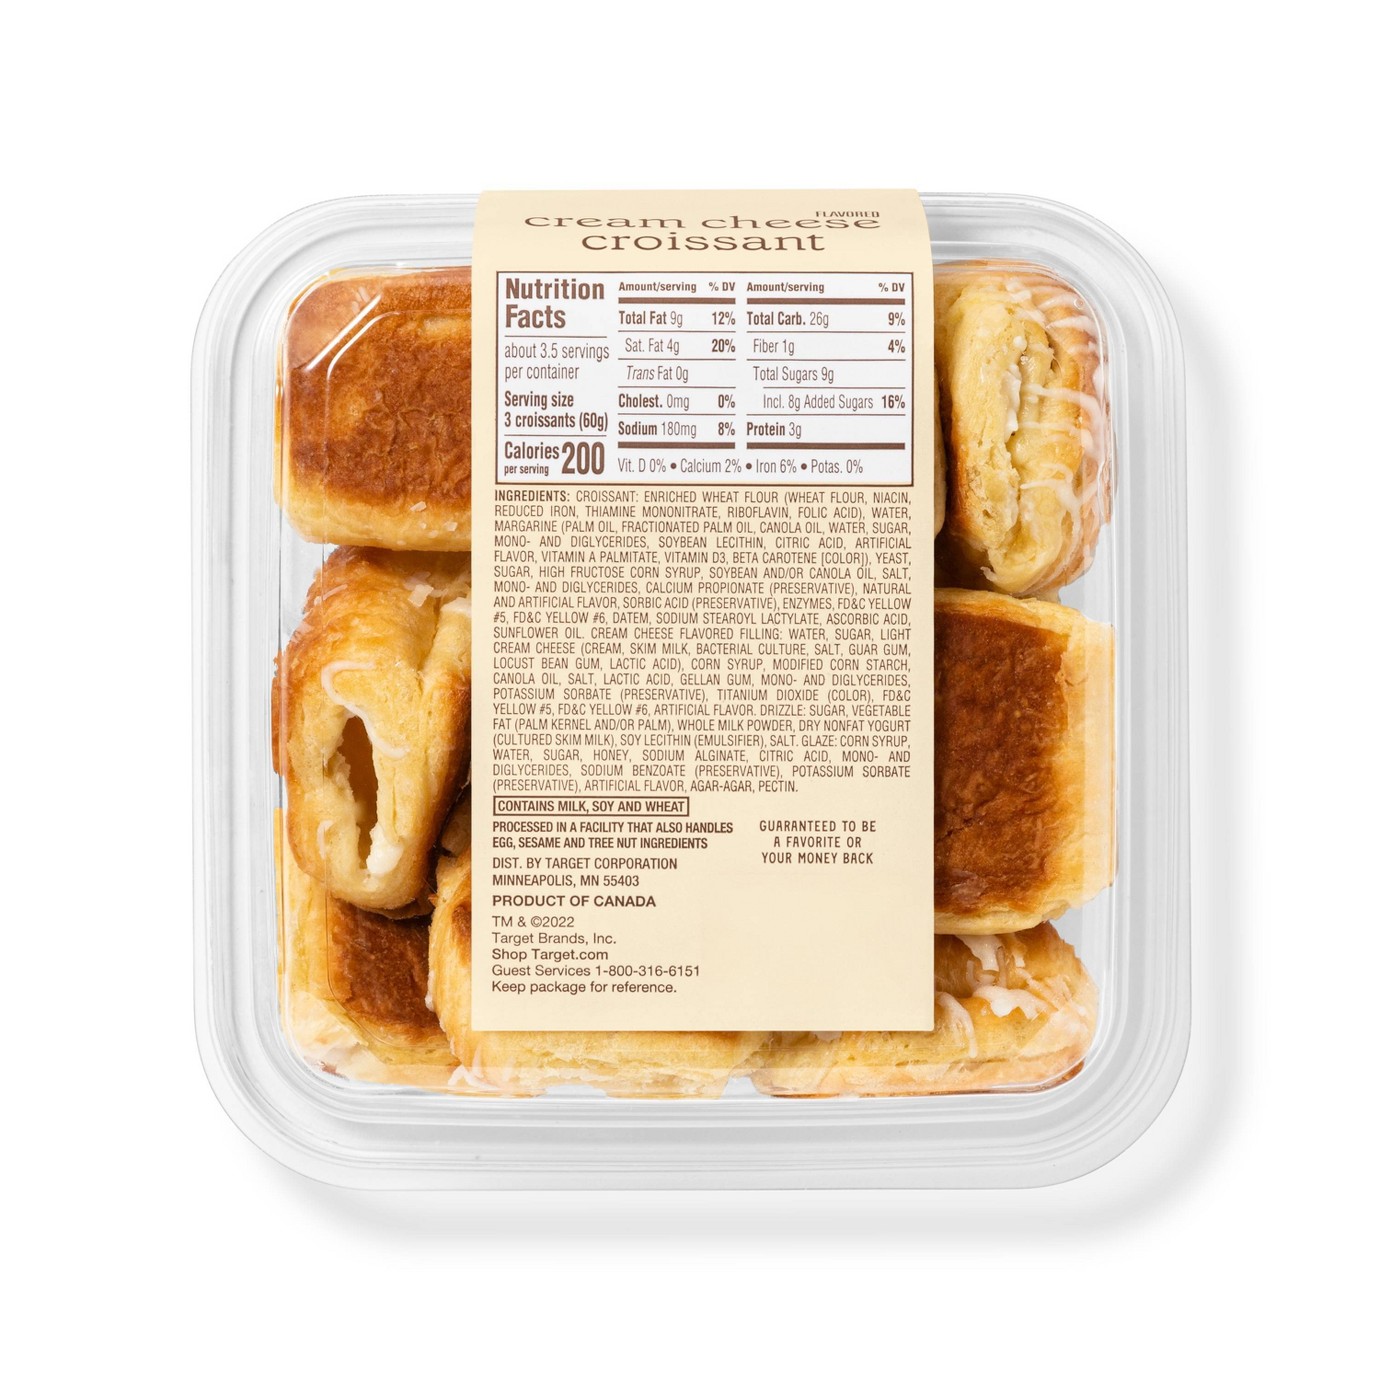 FLAVORED
cream cheese
croissant
Nutrition
Facts
about 3.5 servings
per container
Serving size
3 croissants (60g)
Calories
per serving
200
Amount/serving % DV
Total Fat 9g 12%
Sat. Fat 4g 20%
Trans Fat 0g
Cholest. 0mg 0%
Sodium 180mg 8%
Amount/serving % DV
Total Carb. 26g 9%
Fiber 1g 4%
Total Sugars 9g
Incl. 8g Added Sugars 16%
Protein 3g
Vit. D 0% • Calcium 2% • Iron 6% • Potas. 0%
INGREDIENTS: CROISSANT: ENRICHED WHEAT FLOUR (WHEAT FLOUR, NIACIN,
REDUCED IRON, THIAMINE MONONITRATE, RIBOFLAVIN, FOLIC ACID), WATER,
MARGARINE (PALM OIL, FRACTIONATED PALM OIL, CANOLA OIL, WATER, SUGAR,
MONO- AND DIGLYCERIDES, SOYBEAN LECITHIN, CITRIC ACID, ARTIFICIAL
FLAVOR, VITAMIN A PALMITATE, VITAMIN D3, BETA CAROTENE [COLOR]), YEAST,
SUGAR, HIGH FRUCTOSE CORN SYRUP, SOYBEAN AND/OR CANOLA OIL, SALT,
MONO- AND DIGLYCERIDES, CALCIUM PROPIONATE (PRESERVATIVE), NATURAL
AND ARTIFICIAL FLAVOR, SORBIC ACID (PRESERVATIVE), ENZYMES, FD&C YELLOW
#5, FD&C YELLOW #6, DATEM, SODIUM STEAROYL LACTYLATE, ASCORBIC ACID,
SUNFLOWER OIL. CREAM CHEESE FLAVORED FILLING: WATER, SUGAR, LIGHT
CREAM CHEESE (CREAM, SKIM MILK, BACTERIAL CULTURE, SALT, GUAR GUM,
LOCUST BEAN GUM, LACTIC ACID), CORN SYRUP, MODIFIED CORN STARCH,
CANOLA OIL, SALT, LACTIC ACID, GELLAN GUM, MONO- AND DIGLYCERIDES,
POTASSIUM SORBATE (PRESERVATIVE), TITANIUM DIOXIDE (COLOR), FD&C
YELLOW #5, FD&C YELLOW #6, ARTIFICIAL FLAVOR. DRIZZLE: SUGAR, VEGETABLE
FAT (PALM KERNEL AND/OR PALM), WHOLE MILK POWDER, DRY NONFAT YOGURT
(CULTURED SKIM MILK), SOY LECITHIN (EMULSIFIER), SALT. GLAZE: CORN SYRUP,
WATER, SUGAR, HONEY, SODIUM ALGINATE, CITRIC ACID, MONO- AND
DIGLYCERIDES, SODIUM BENZOATE (PRESERVATIVE), POTASSIUM SORBATE
(PRESERVATIVE), ARTIFICIAL FLAVOR, AGAR-AGAR, PECTIN.
CONTAINS MILK, SOY AND WHEAT
PROCESSED IN A FACILITY THAT ALSO HANDLES
EGG, SESAME AND TREE NUT INGREDIENTS
DIST. BY TARGET CORPORATION
MINNEAPOLIS, MN 55403
PRODUCT OF CANADA
TM & ©2022
Target Brands, Inc.
Shop Target.com
Guest Services 1-800-316-6151
Keep package for reference.
GUARANTEED TO BE
A FAVORITE OR
YOUR MONEY BACK